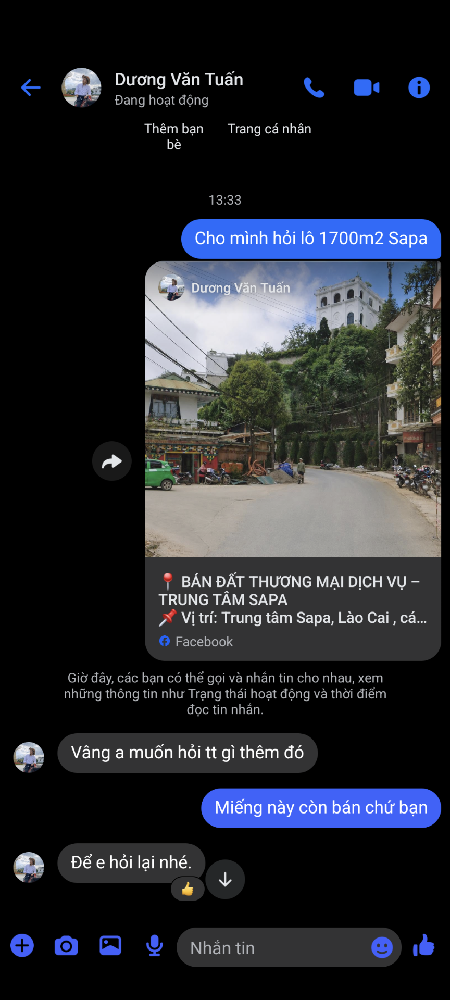 Dương Văn Tuấn
Đang hoạt động
Thêm bạn
bè
Trang cá nhân
13:33
Cho mình hỏi lô 1700m2 Sapa
Dương Văn Tuấn
📍 BÁN ĐẤT THƯƠNG MẠI DỊCH VỤ –
TRUNG TÂM SAPA
📌 Vị trí: Trung tâm Sapa, Lào Cai , cá...
Facebook
Giờ đây, các bạn có thể gọi và nhắn tin cho nhau, xem
những thông tin như Trạng thái hoạt động và thời điểm
đọc tin nhắn.
Vâng a muốn hỏi tt gì thêm đó
Miếng này còn bán chứ bạn
Để e hỏi lại nhé.
👍
Nhắn tin